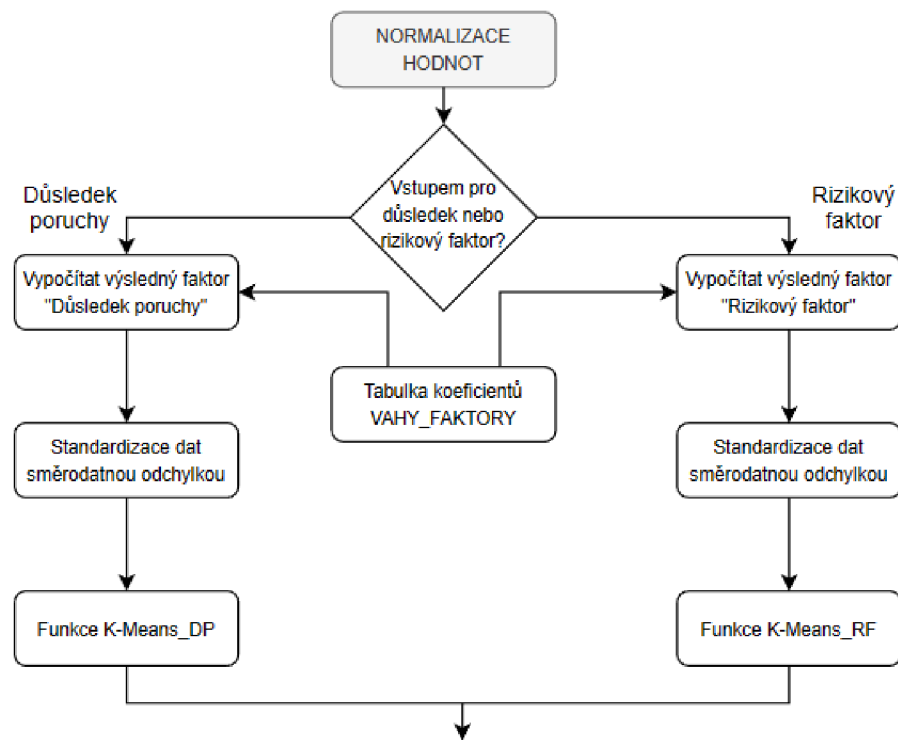 NORMALIZACE
HODNOT
Vstupem pro
důsledek nebo
rizikový faktor?
Důsledek
poruchy
Rizikový
faktor
Vypočítat výsledný faktor
"Důsledek poruchy"
Vypočítat výsledný faktor
"Rizikový faktor"
Tabulka koeficientů
VAHY_FAKTORY
Standardizace dat
směrodatnou odchylkou
Standardizace dat
směrodatnou odchylkou
Funkce K-Means_DP
Funkce K-Means_RF